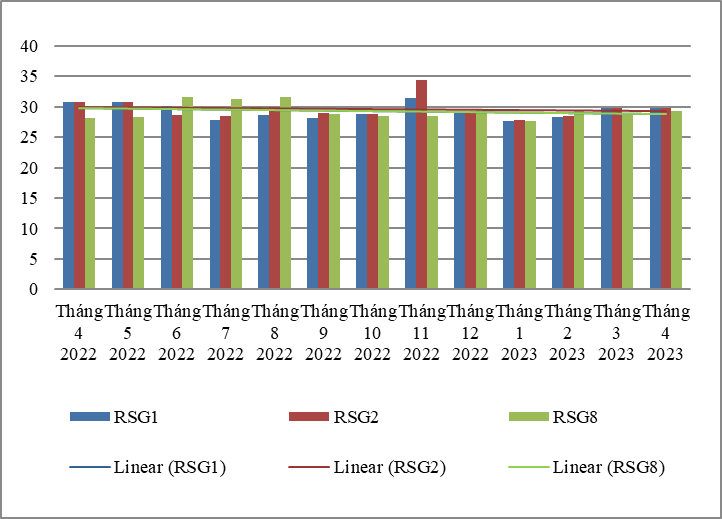 40
35
30
25
20
15
10
5
0
Tháng Tháng Tháng Tháng Tháng Tháng Tháng Tháng Tháng Tháng Tháng Tháng Tháng
4 5 6 7 8 9 10 11 12 1 2 3 4
2022 2022 2022 2022 2022 2022 2022 2022 2022 2023 2023 2023 2023
RSG1 RSG2 RSG8
Linear (RSG1) Linear (RSG2) Linear (RSG8)